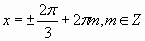 x = ± 2π/3 + 2πm, m ∈ Z